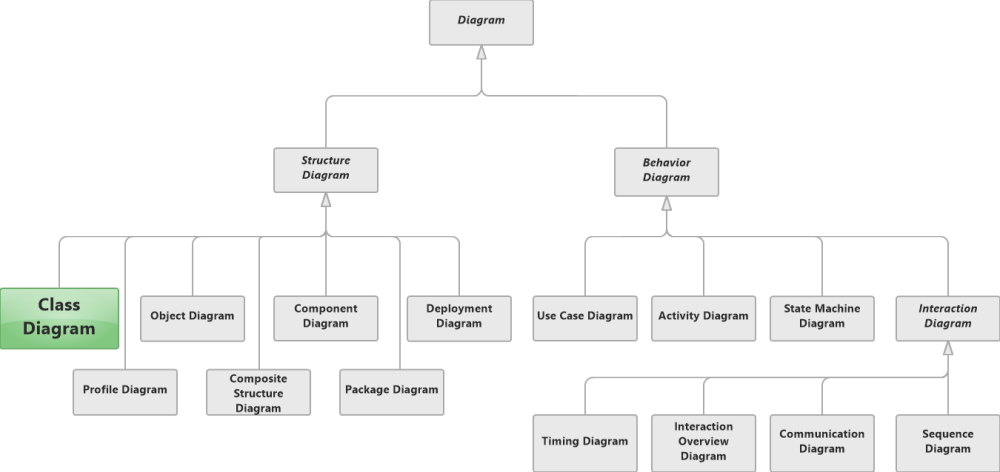 Diagram
Structure
Diagram
Behavior
Diagram
Class
Diagram
Object Diagram
Component
Diagram
Deployment
Diagram
Use Case Diagram
Activity Diagram
State Machine
Diagram
Interaction
Diagram
Profile Diagram
Composite
Structure
Diagram
Package Diagram
Timing Diagram
Interaction
Overview
Diagram
Communication
Diagram
Sequence
Diagram